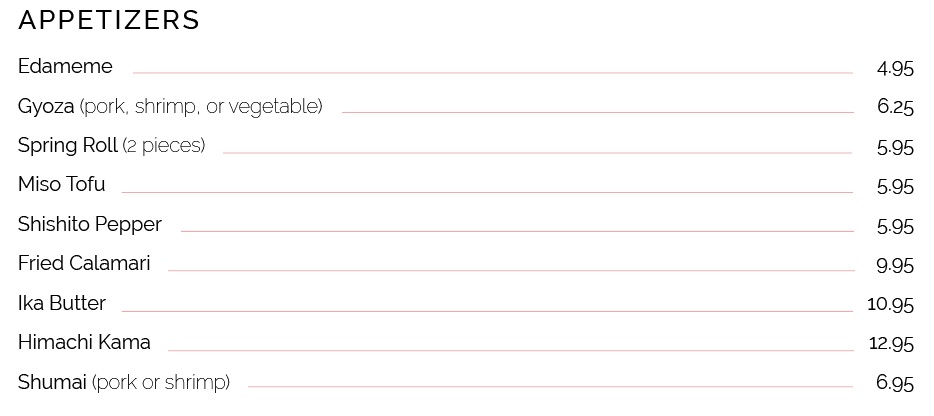 APPETIZERS
Edameme 4.95
Gyoza (pork, shrimp, or vegetable) 6.25
Spring Roll (2 pieces) 5.95
Miso Tofu 5.95
Shishito Pepper 5.95
Fried Calamari 9.95
Ika Butter 10.95
Himachi Kama 12.95
Shumai (pork or shrimp) 6.95